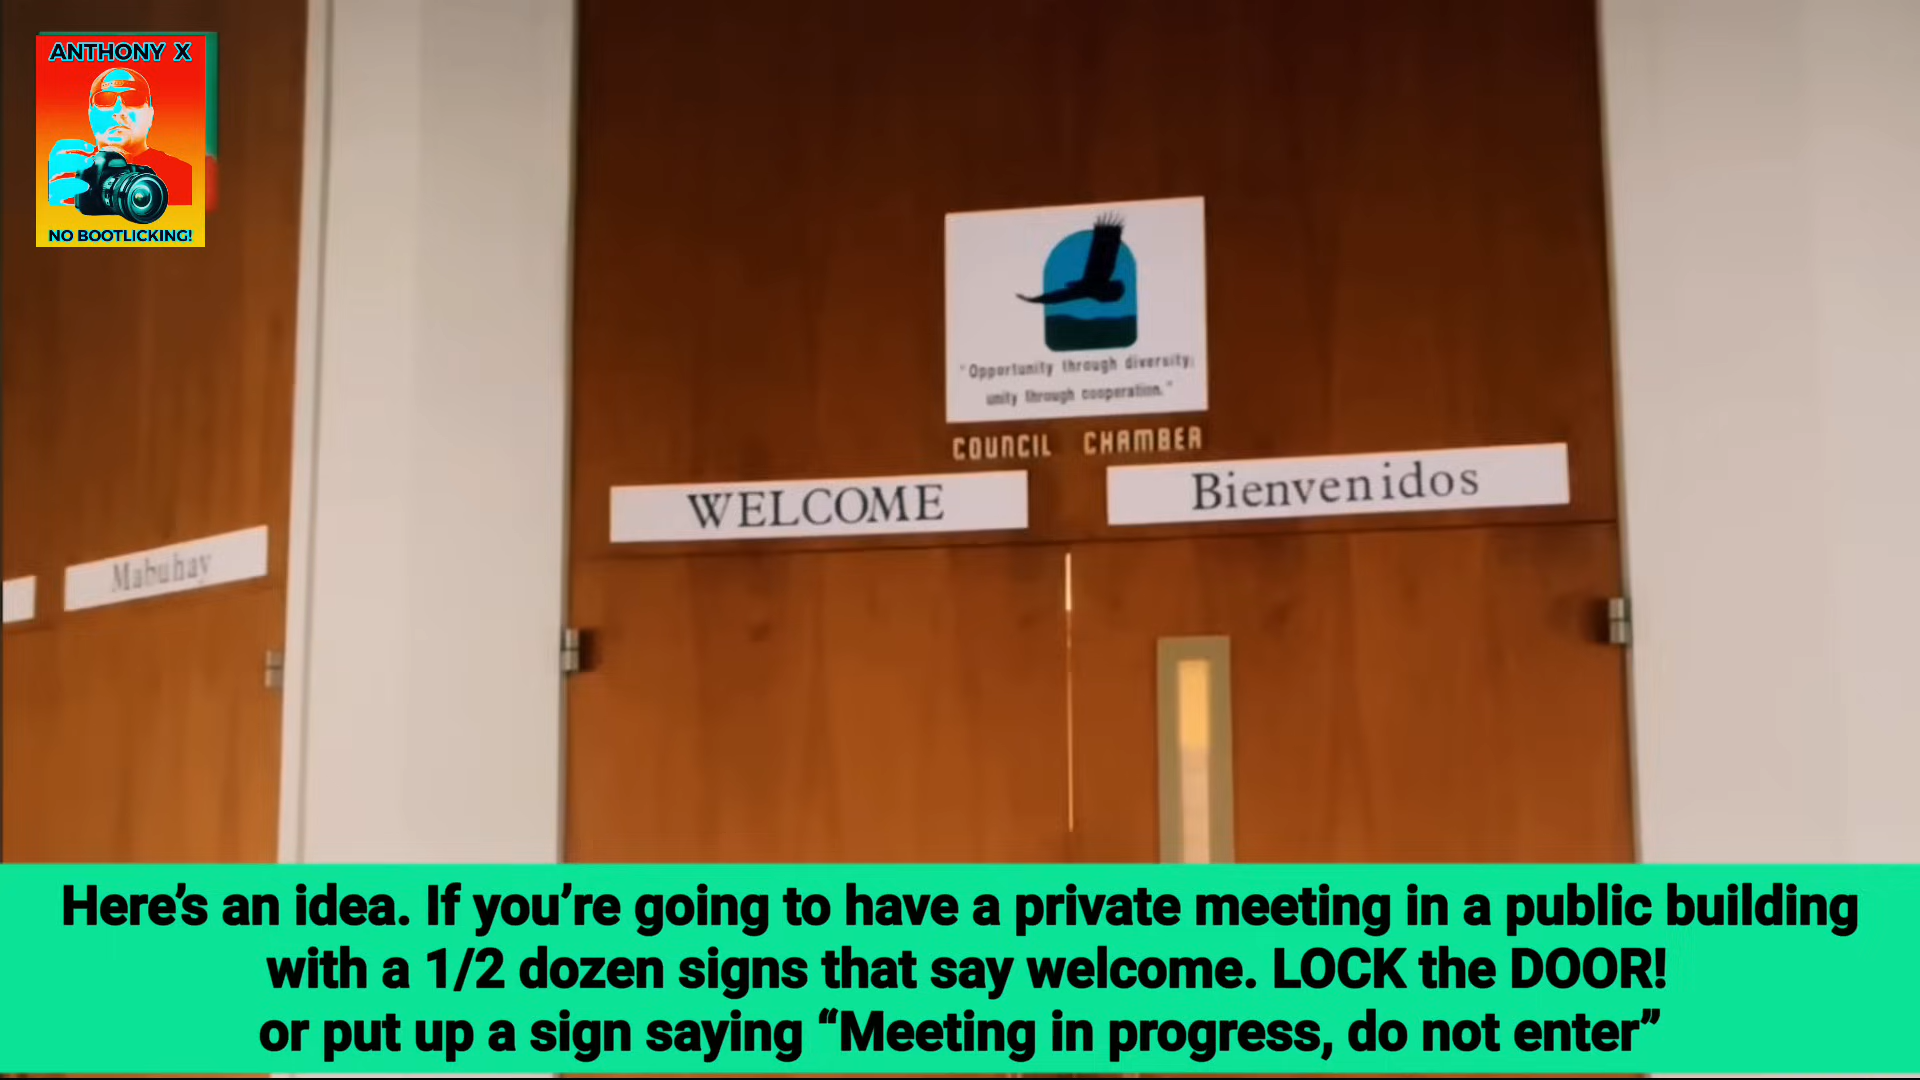 ANTHONY X
NO BOOTLICKING!
"Opportunity through diversity;
unity through cooperation."
COUNCIL CHAMBER
WELCOME
Bienvenidos
Mabuhay
Here’s an idea. If you’re going to have a private meeting in a public building
with a 1/2 dozen signs that say welcome. LOCK the DOOR!
or put up a sign saying “Meeting in progress, do not enter”